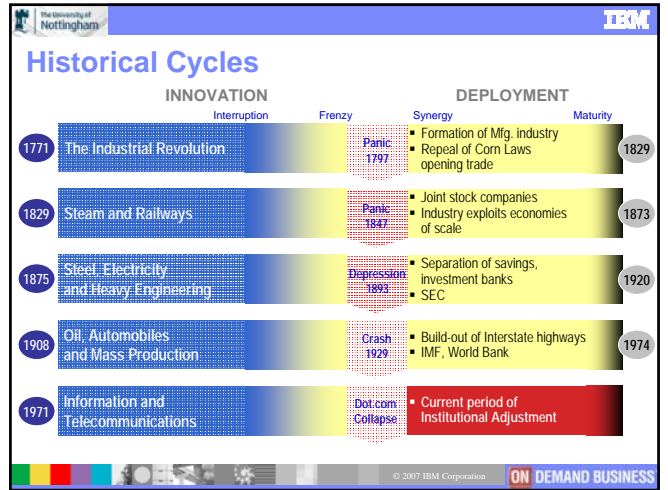 The University of
Nottingham
IBM
Historical Cycles
INNOVATION
DEPLOYMENT
Interruption
Frenzy
Synergy
Maturity
1771
The Industrial Revolution
Panic
1797
▪ Formation of Mfg. industry
▪ Repeal of Corn Laws
opening trade
1829
1829
Steam and Railways
Panic
1847
▪ Joint stock companies
▪ Industry exploits economies
of scale
1873
1875
Steel, Electricity
and Heavy Engineering
Depression
1893
▪ Separation of savings,
investment banks
▪ SEC
1920
1908
Oil, Automobiles
and Mass Production
Crash
1929
▪ Build-out of Interstate highways
▪ IMF, World Bank
1974
1971
Information and
Telecommunications
Dot.com
Collapse
▪ Current period of
Institutional Adjustment
© 2007 IBM Corporation
ON DEMAND BUSINESS